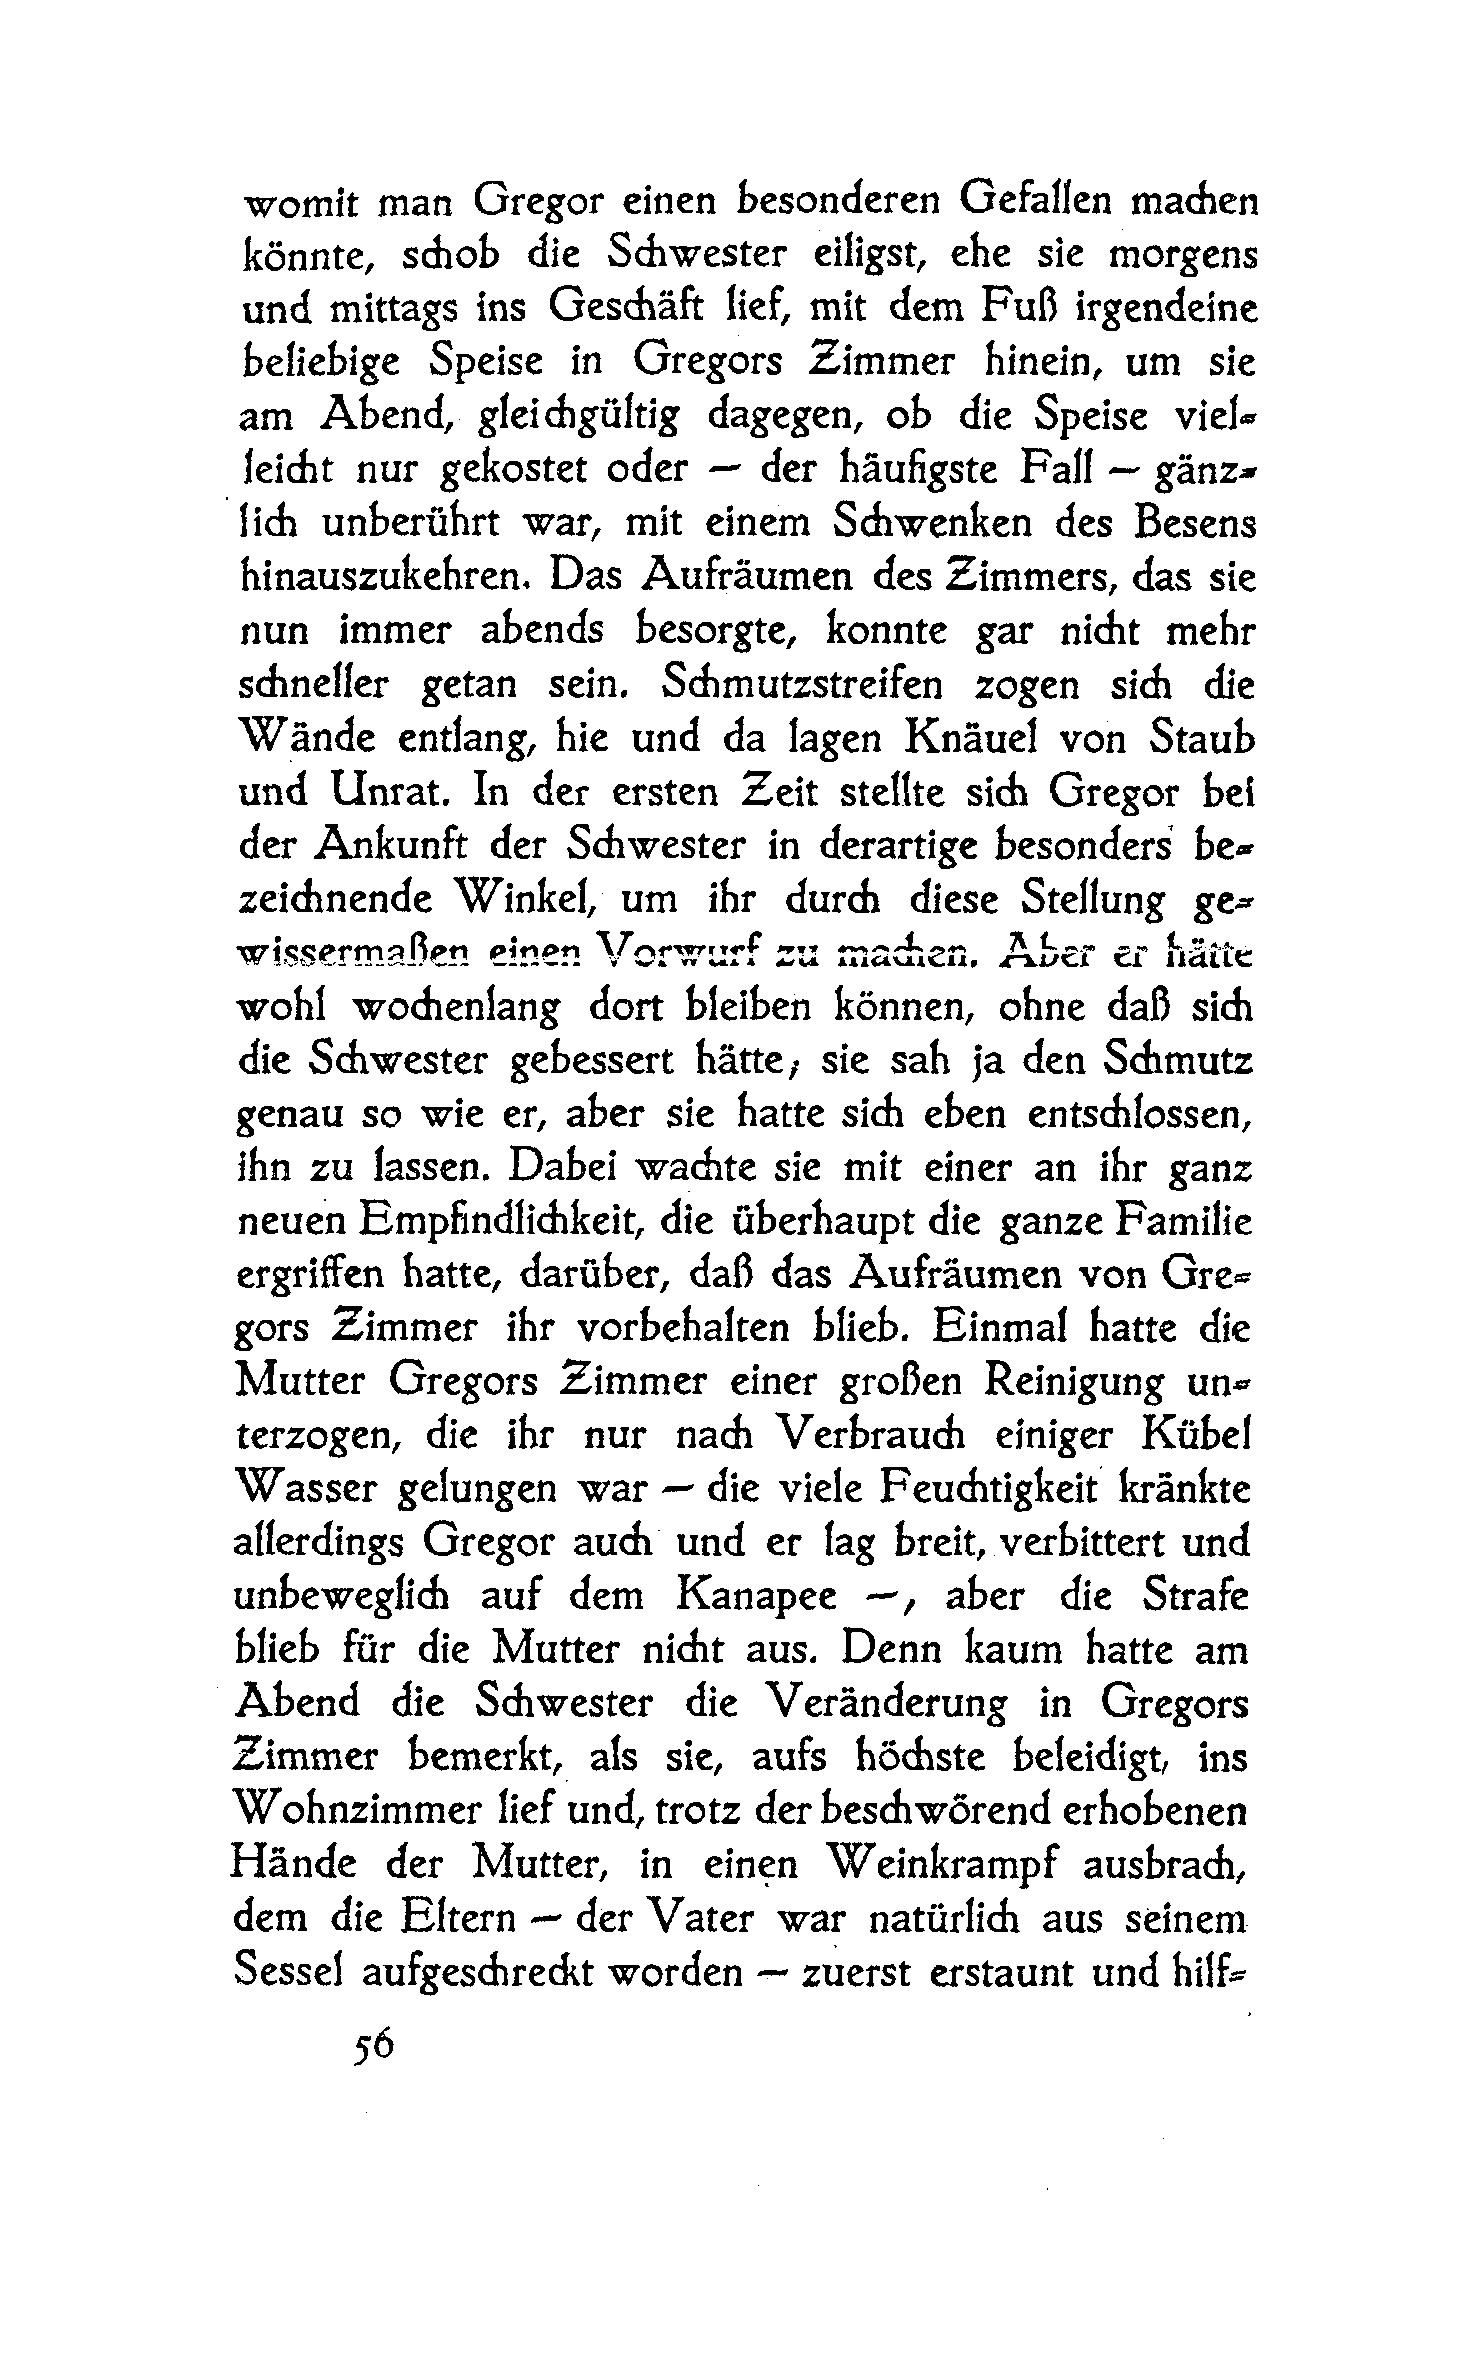 womit man Gregor einen besonderen Gefallen machen
könnte, schob die Schwester eiligst, ehe sie morgens
und mittags ins Geschäft lief, mit dem Fuß irgendeine
beliebige Speise in Gregors Zimmer hinein, um sie
am Abend, gleichgültig dagegen, ob die Speise viel-
leicht nur gekostet oder — der häufigste Fall — gänz-
lich unberührt war, mit einem Schwenken des Besens
hinauszukehren. Das Aufräumen des Zimmers, das sie
nun immer abends besorgte, konnte gar nicht mehr
schneller getan sein. Schmutzstreifen zogen sich die
Wände entlang, hie und da lagen Knäuel von Staub
und Unrat. In der ersten Zeit stellte sich Gregor bei
der Ankunft der Schwester in derartige besonders be-
zeichnende Winkel, um ihr durch diese Stellung ge-
wissermaßen einen Vorwurf zu machen. Aber er hätte
wohl wochenlang dort bleiben können, ohne daß sich
die Schwester gebessert hätte; sie sah ja den Schmutz
genau so wie er, aber sie hatte sich eben entschlossen,
ihn zu lassen. Dabei wachte sie mit einer an ihr ganz
neuen Empfindlichkeit, die überhaupt die ganze Familie
ergriffen hatte, darüber, daß das Aufräumen von Gre-
gors Zimmer ihr vorbehalten blieb. Einmal hatte die
Mutter Gregors Zimmer einer großen Reinigung un-
terzogen, die ihr nur nach Verbrauch einiger Kübel
Wasser gelungen war — die viele Feuchtigkeit kränkte
allerdings Gregor auch und er lag breit, verbittert und
unbeweglich auf dem Kanapee —, aber die Strafe
blieb für die Mutter nicht aus. Denn kaum hatte am
Abend die Schwester die Veränderung in Gregors
Zimmer bemerkt, als sie, aufs höchste beleidigt, ins
Wohnzimmer lief und, trotz der beschwörend erhobenen
Hände der Mutter, in einen Weinkrampf ausbrach,
dem die Eltern — der Vater war natürlich aus seinem
Sessel aufgeschreckt worden — zuerst erstaunt und hilf-
56